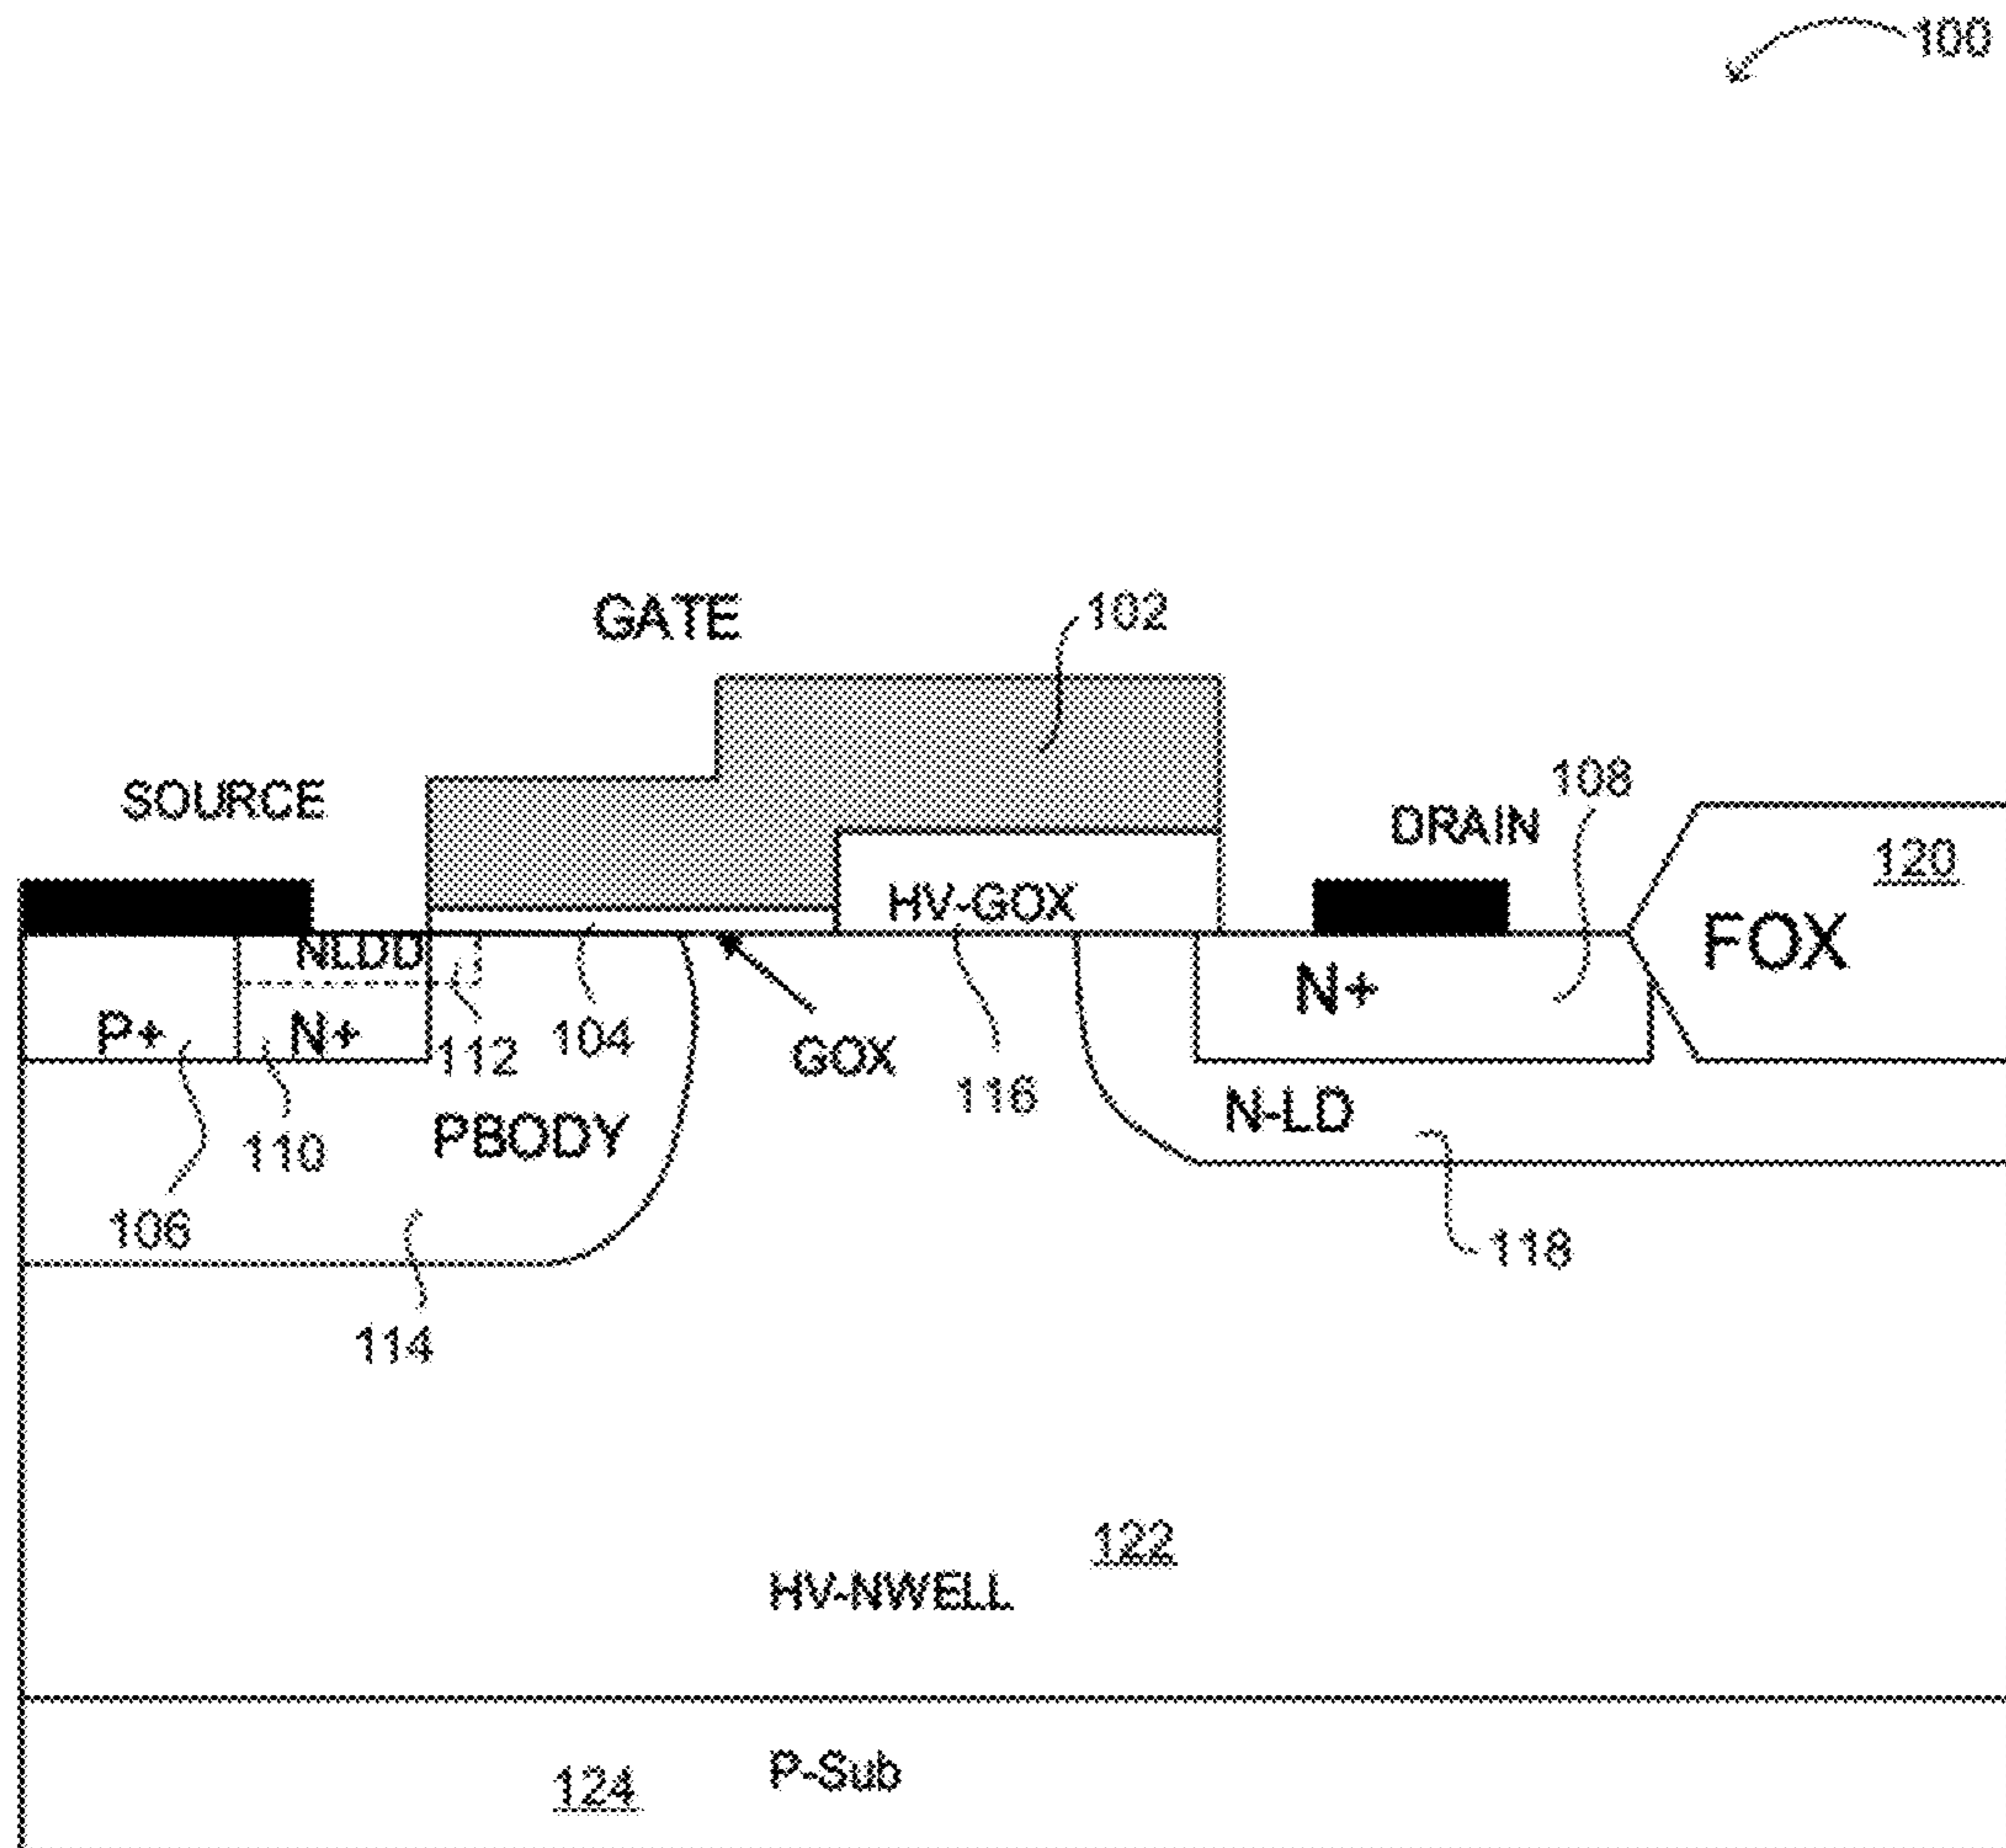 100
GATE
102
SOURCE
108
DRAIN
120
HV-GOX
FOX
NLDD
N+
P+
N+
112
104
GOX
116
N-LD
PBODY
110
106
118
114
122
HV-NWELL
P-Sub
124